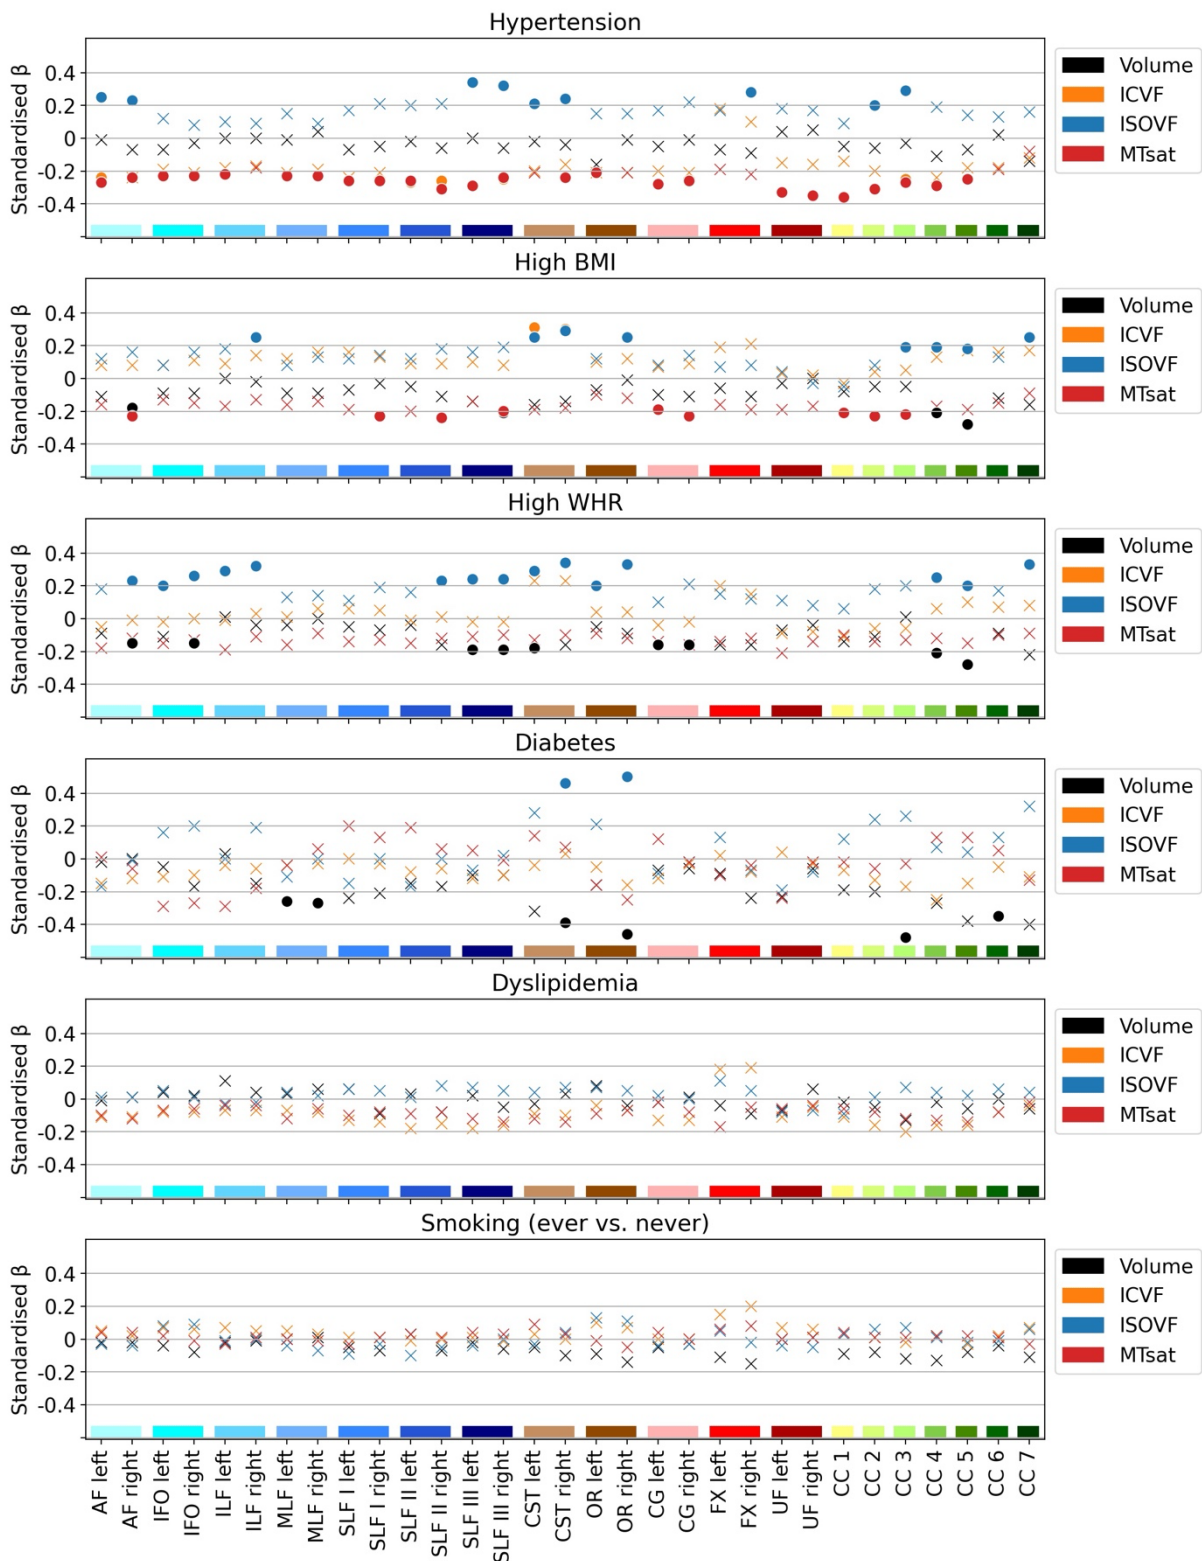 Hypertension
Standardised β
0.4
0.2
0
-0.2
-0.4
Volume
ICVF
ISOVF
MTsat
High BMI
Standardised β
0.4
0.2
0
-0.2
-0.4
Volume
ICVF
ISOVF
MTsat
High WHR
Standardised β
0.4
0.2
0
-0.2
-0.4
Volume
ICVF
ISOVF
MTsat
Diabetes
Standardised β
0.4
0.2
0
-0.2
-0.4
Volume
ICVF
ISOVF
MTsat
Dyslipidemia
Standardised β
0.4
0.2
0
-0.2
-0.4
Volume
ICVF
ISOVF
MTsat
Smoking (ever vs. never)
Standardised β
0.4
0.2
0
-0.2
-0.4
Volume
ICVF
ISOVF
MTsat
AF left
AF right
IFO left
IFO right
ILF left
ILF right
MLF left
MLF right
SLF I left
SLF I right
SLF II left
SLF II right
SLF III left
SLF III right
CST left
CST right
OR left
OR right
CG left
CG right
FX left
FX right
UF left
UF right
CC 1
CC 2
CC 3
CC 4
CC 5
CC 6
CC 7